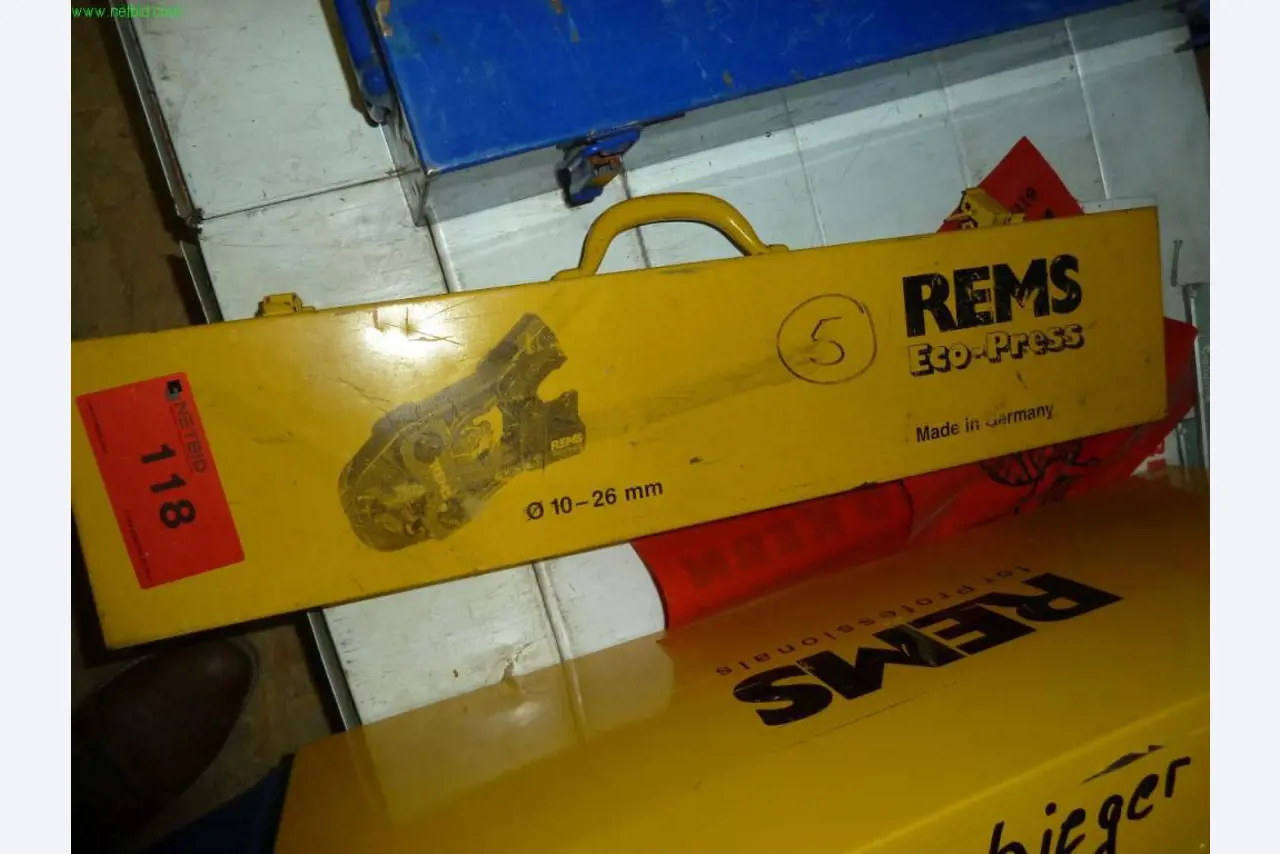 www.netbid.com
119
REMS
Eco-Press
5
NETBID
118
REMS
Ø 10–26 mm
Made in Germany
REMS
for Professionals
bieger